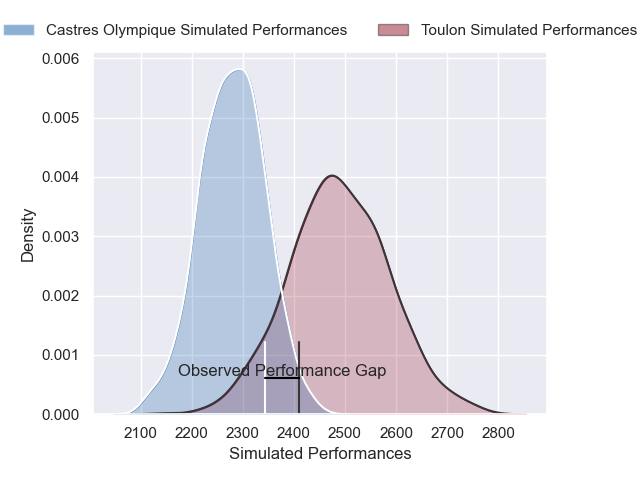 Castres Olympique Simulated Performances
Toulon Simulated Performances
0.006
0.005
0.004
0.003
0.002
0.001
0.000
Density
Observed Performance Gap
2100 2200 2300 2400 2500 2600 2700 2800
Simulated Performances